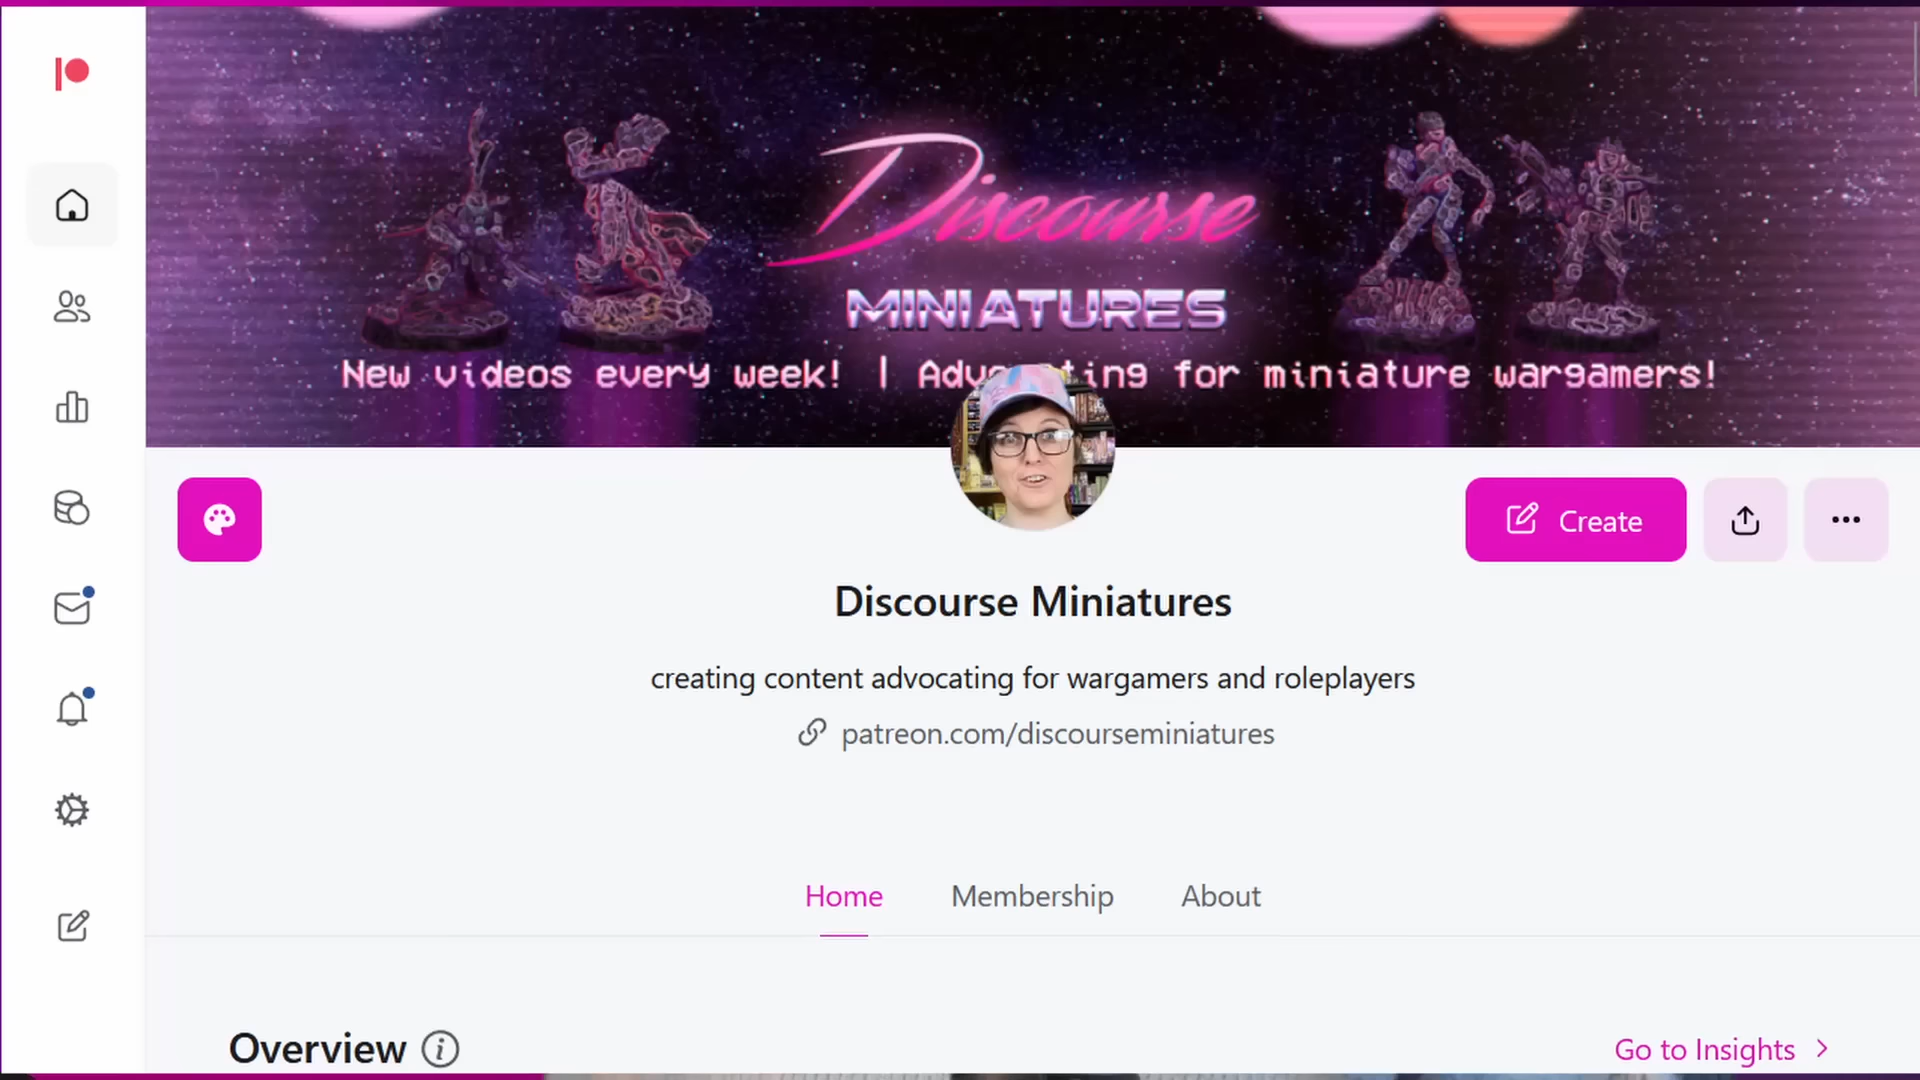 Discourse
MINIATURES
New videos every week! | Advocating for miniature wargamers!
Create
Discourse Miniatures
creating content advocating for wargamers and roleplayers
patreon.com/discourseminiatures
Home Membership About
Overview
Go to Insights